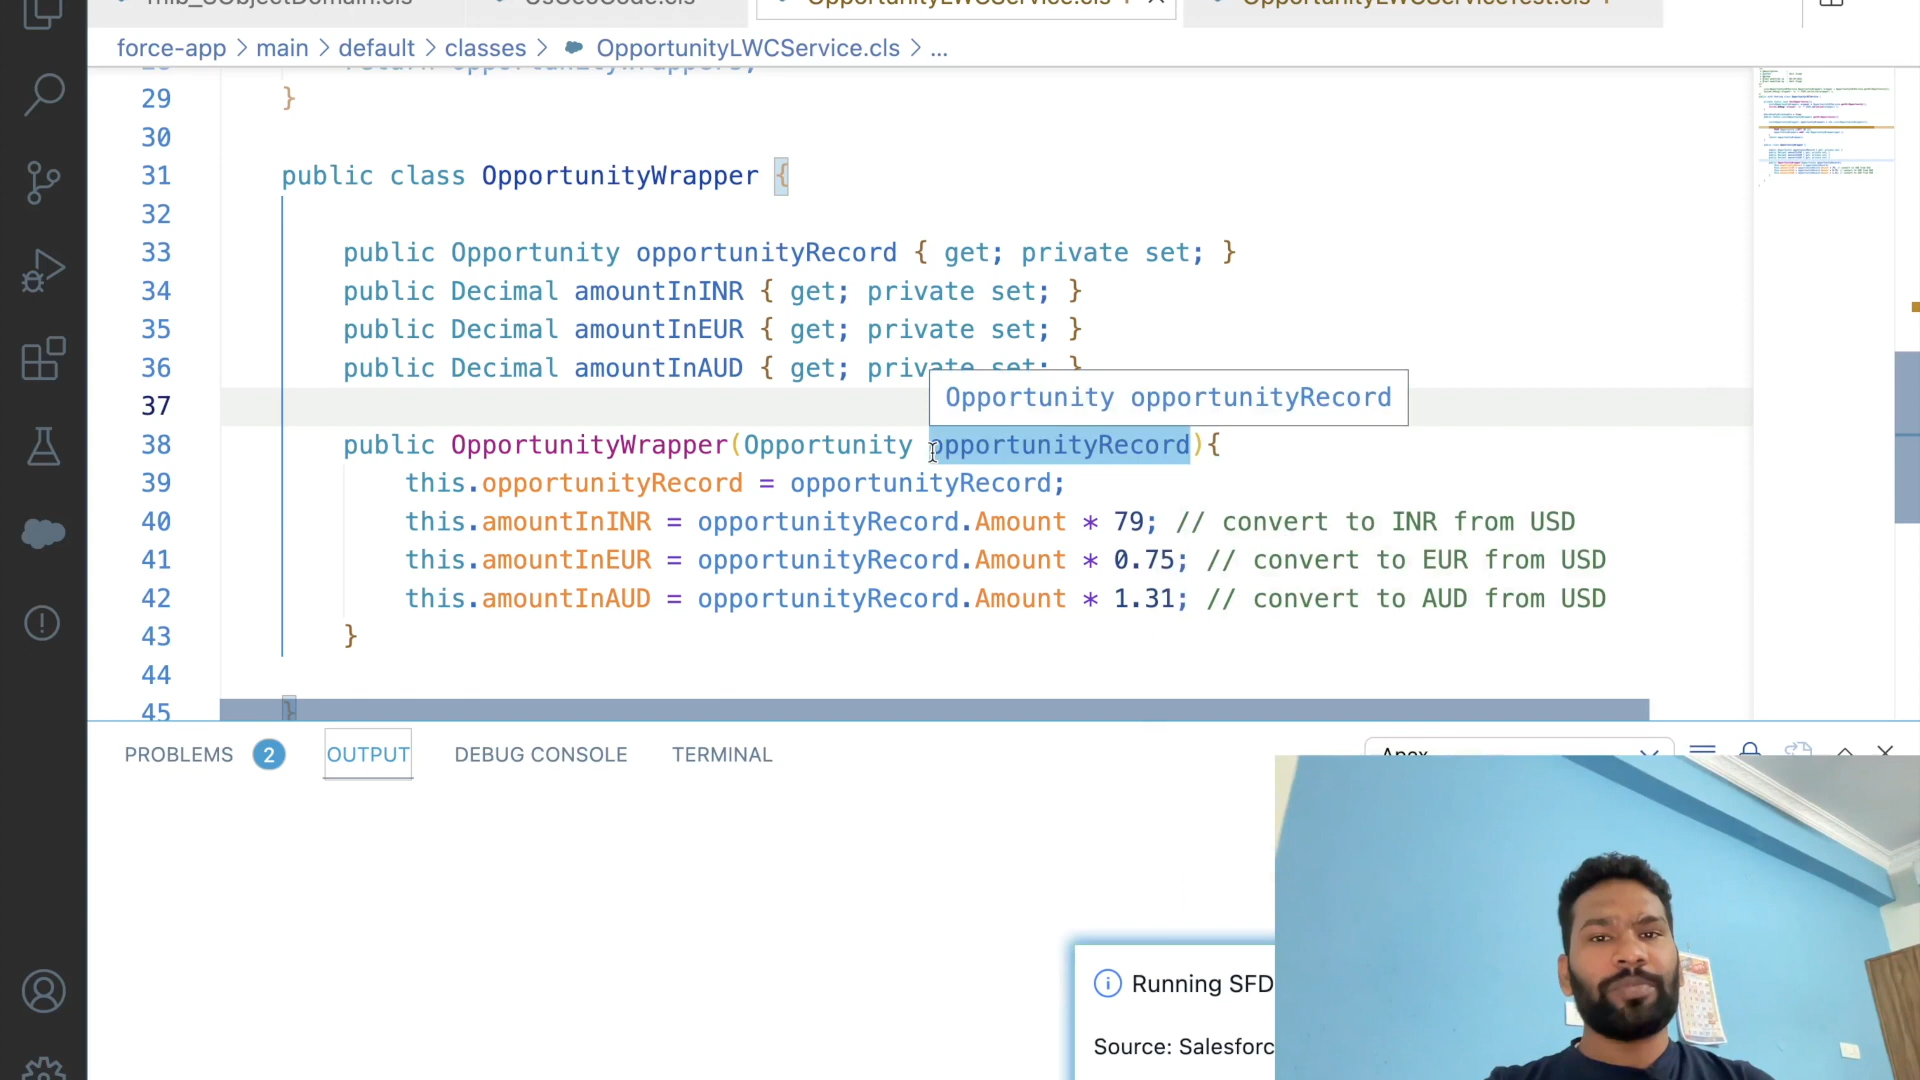 force-app > main > default > classes > OpportunityLWCService.cls > ...
29 }
30
31 public class OpportunityWrapper {
32
33 public Opportunity opportunityRecord { get; private set; }
34 public Decimal amountInINR { get; private set; }
35 public Decimal amountInEUR { get; private set; }
36 public Decimal amountInAUD { get; private set; }
Opportunity opportunityRecord
37
38 public OpportunityWrapper(Opportunity opportunityRecord){
39 this.opportunityRecord = opportunityRecord;
40 this.amountInINR = opportunityRecord.Amount * 79; // convert to INR from USD
41 this.amountInEUR = opportunityRecord.Amount * 0.75; // convert to EUR from USD
42 this.amountInAUD = opportunityRecord.Amount * 1.31; // convert to AUD from USD
43 }
44
45 }
PROBLEMS 2 OUTPUT DEBUG CONSOLE TERMINAL
Running SFD
Source: Salesforc